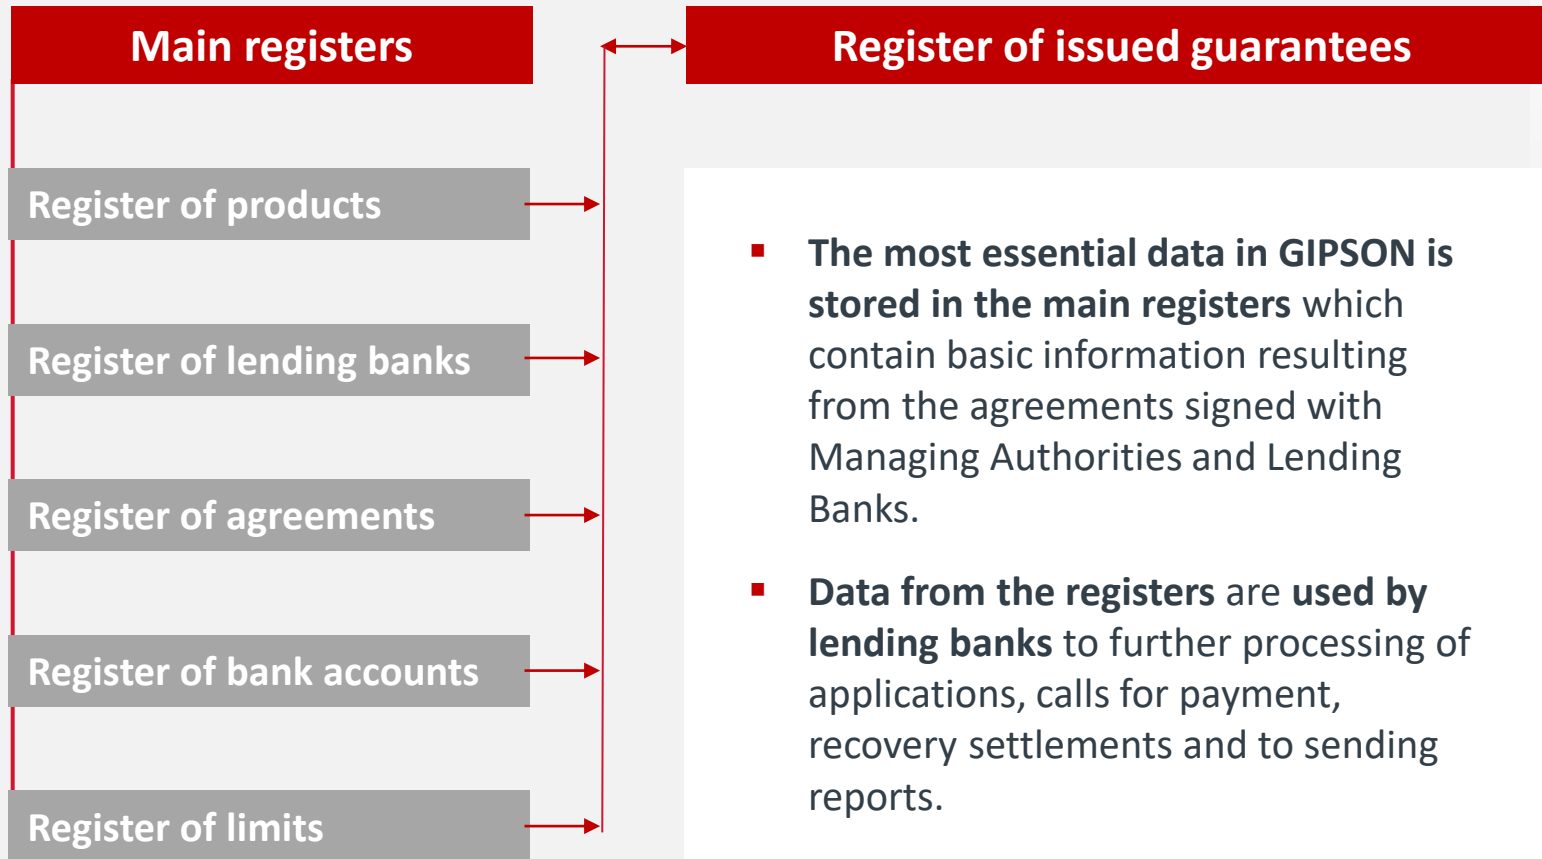 Main registers
Register of products
Register of lending banks
Register of agreements
Register of bank accounts
Register of limits
Register of issued guarantees
▪ The most essential data in GIPSON is
stored in the main registers which
contain basic information resulting
from the agreements signed with
Managing Authorities and Lending
Banks.
▪ Data from the registers are used by
lending banks to further processing of
applications, calls for payment,
recovery settlements and to sending
reports.